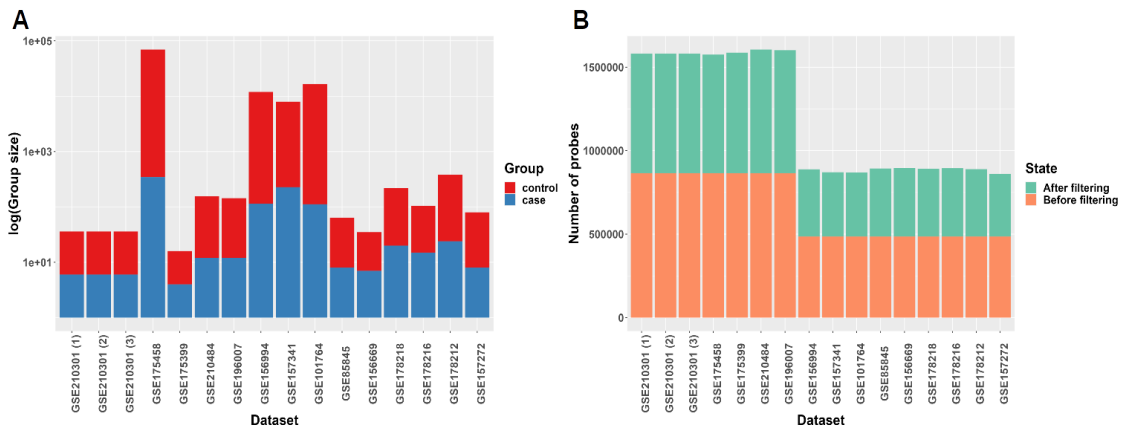 A
log(Group size)
1e+05
1e+03
1e+01
GSE210301 (1)
GSE210301 (2)
GSE210301 (3)
GSE175458
GSE175399
GSE210484
GSE196007
GSE156994
GSE157341
GSE101764
GSE85845
GSE156669
GSE178218
GSE178216
GSE178212
GSE157272
Dataset
Group
control
case
B
Number of probes
1500000
1000000
500000
0
GSE210301 (1)
GSE210301 (2)
GSE210301 (3)
GSE175458
GSE175399
GSE210484
GSE196007
GSE156994
GSE157341
GSE101764
GSE85845
GSE156669
GSE178218
GSE178216
GSE178212
GSE157272
Dataset
State
After filtering
Before filtering